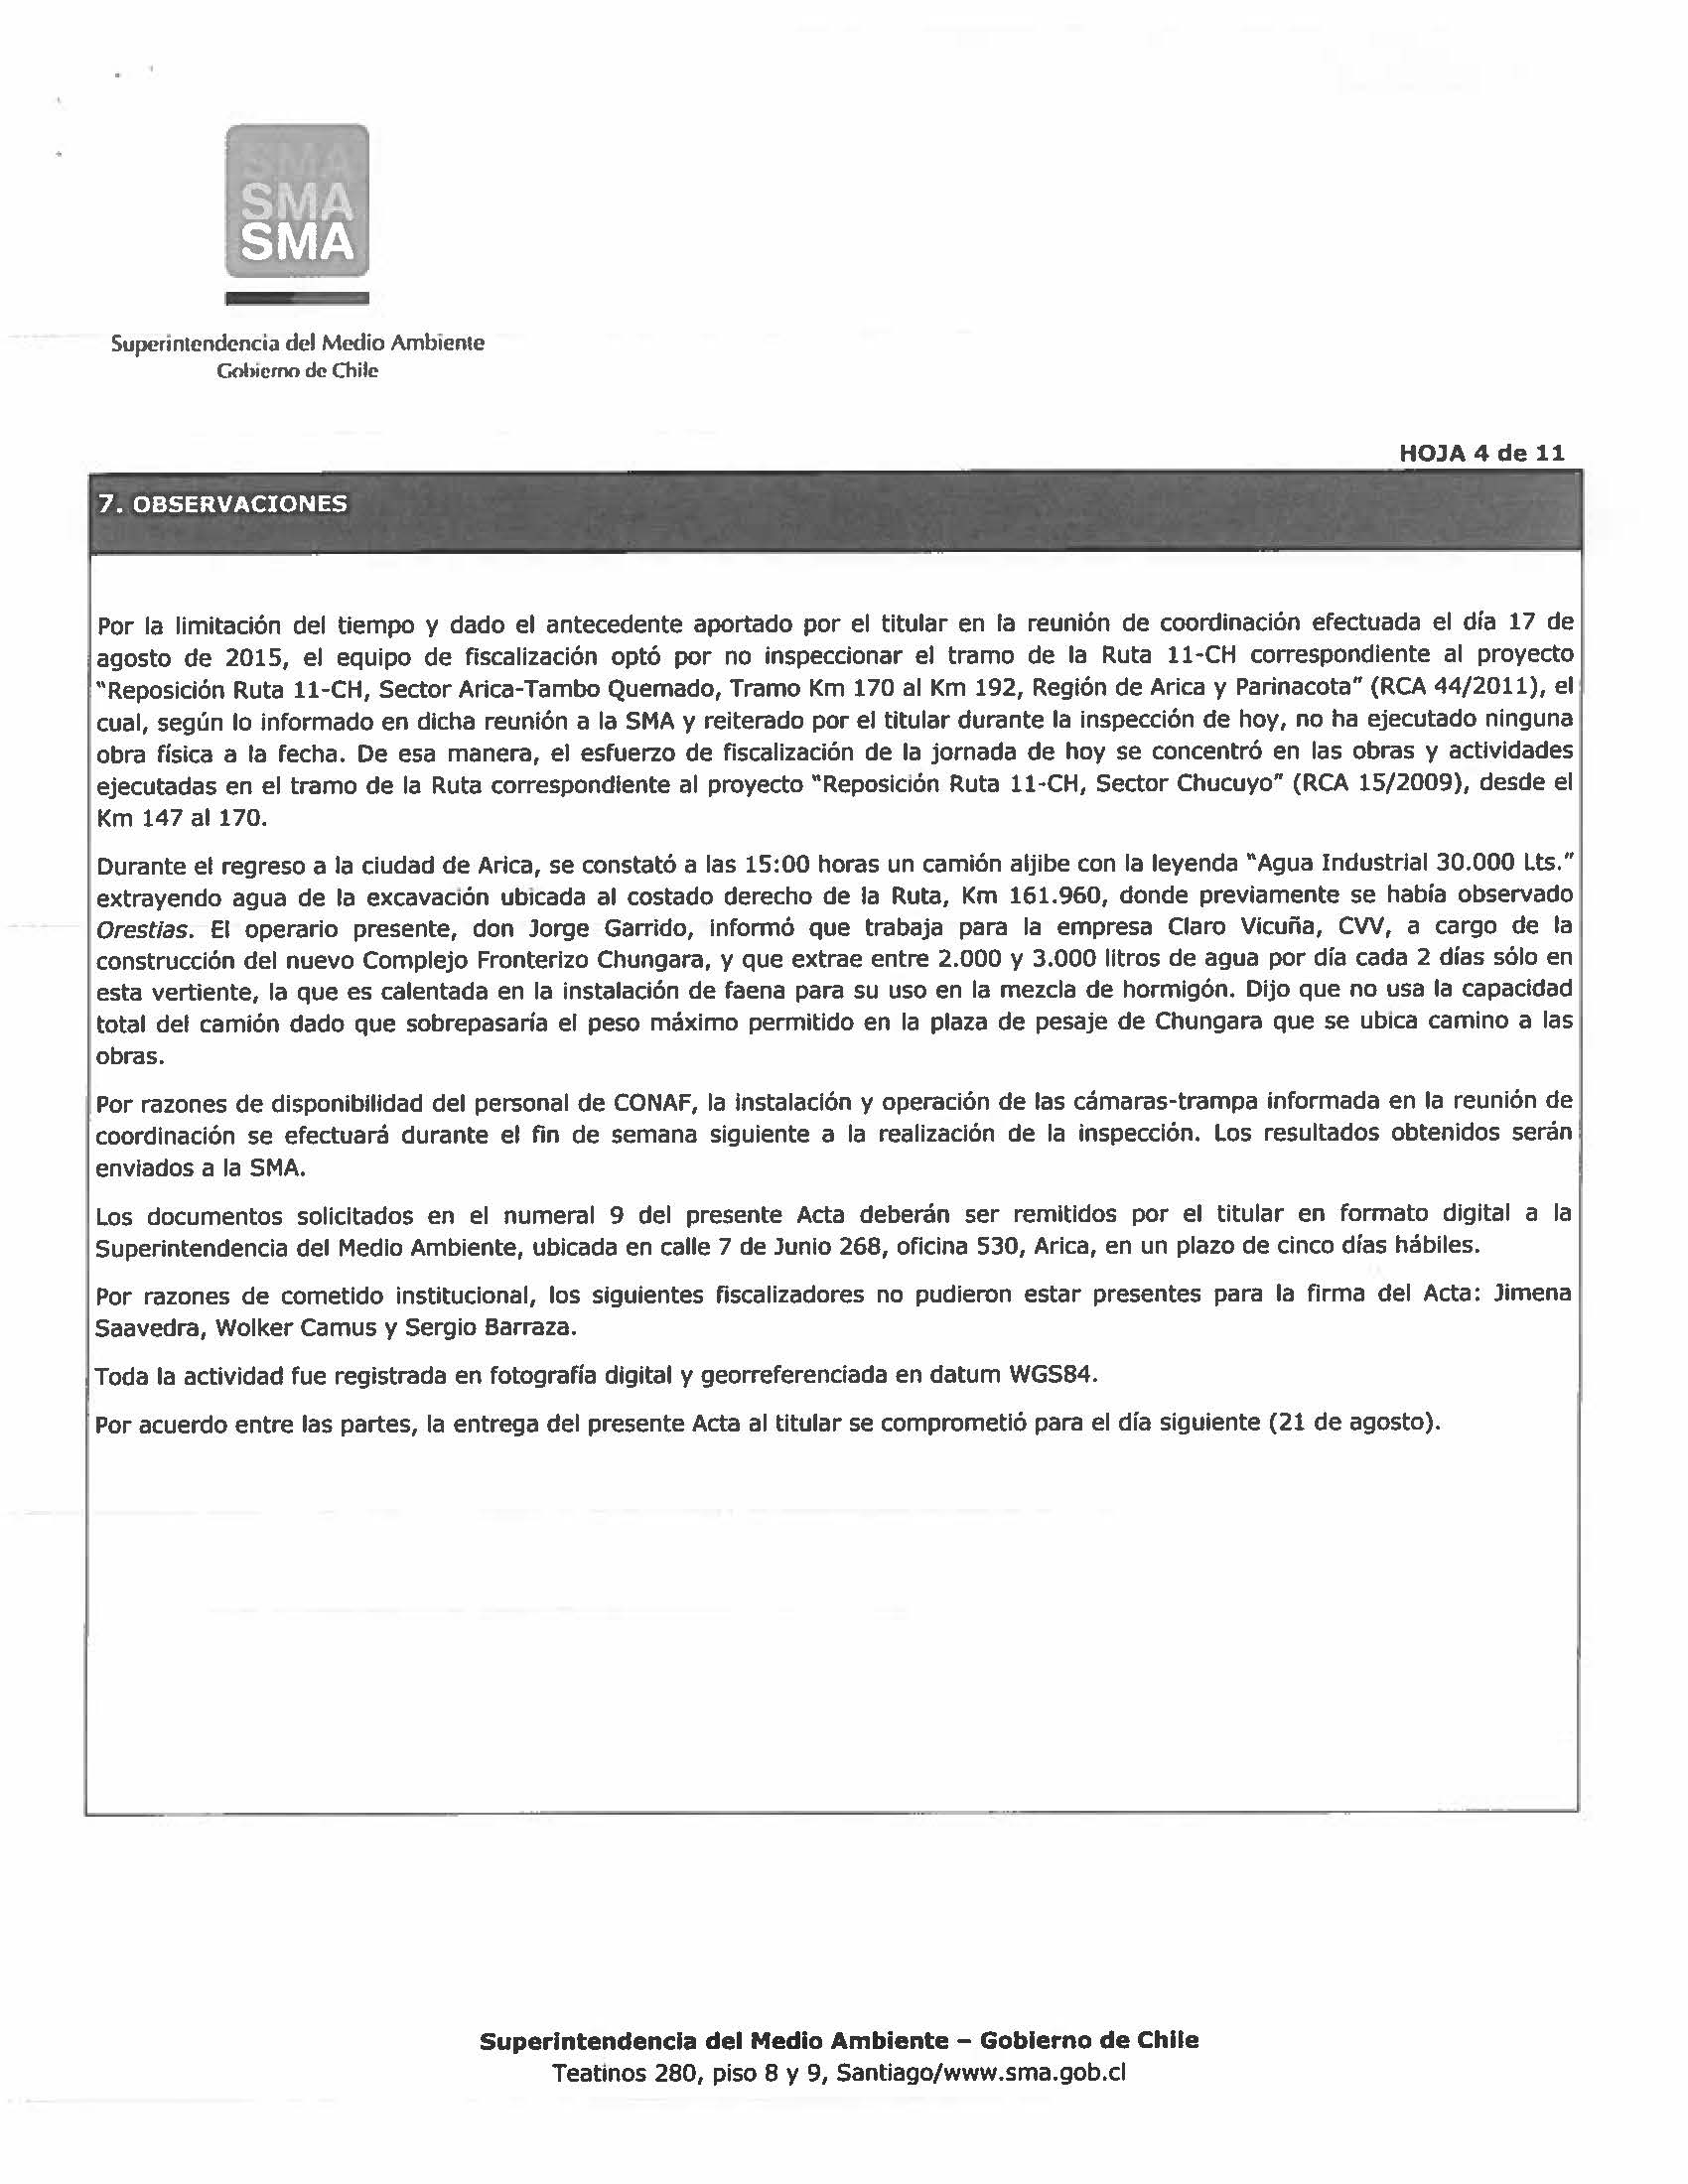 SMA
SMA
SMA
Superintendencia del Medio Ambiente
Gobierno de Chile
HOJA 4 de 11
7. OBSERVACIONES
Por la limitación del tiempo y dado el antecedente aportado por el titular en la reunión de coordinación efectuada el día 17 de
agosto de 2015, el equipo de fiscalización optó por no inspeccionar el tramo de la Ruta 11-CH correspondiente al proyecto
"Reposición Ruta 11-CH, Sector Arica-Tambo Quemado, Tramo Km 170 al Km 192, Región de Arica y Parinacota" (RCA 44/2011), el
cual, según lo informado en dicha reunión a la SMA y reiterado por el titular durante la inspección de hoy, no ha ejecutado ninguna
obra física a la fecha. De esa manera, el esfuerzo de fiscalización de la jornada de hoy se concentró en las obras y actividades
ejecutadas en el tramo de la Ruta correspondiente al proyecto "Reposición Ruta 11-CH, Sector Chucuyo" (RCA 15/2009), desde el
Km 147 al 170.
Durante el regreso a la ciudad de Arica, se constató a las 15:00 horas un camión aljibe con la leyenda "Agua Industrial 30.000 Lts."
extrayendo agua de la excavación ubicada al costado derecho de la Ruta, Km 161.960, donde previamente se había observado
Orestias. El operario presente, don Jorge Garrido, informó que trabaja para la empresa Claro Vicuña, CVV, a cargo de la
construcción del nuevo Complejo Fronterizo Chungara, y que extrae entre 2.000 y 3.000 litros de agua por día cada 2 días sólo en
esta vertiente, la que es calentada en la instalación de faena para su uso en la mezcla de hormigón. Dijo que no usa la capacidad
total del camión dado que sobrepasaría el peso máximo permitido en la plaza de pesaje de Chungara que se ubica camino a las
obras.
Por razones de disponibilidad del personal de CONAF, la instalación y operación de las cámaras-trampa informada en la reunión de
coordinación se efectuará durante el fin de semana siguiente a la realización de la inspección. Los resultados obtenidos serán
enviados a la SMA.
Los documentos solicitados en el numeral 9 del presente Acta deberán ser remitidos por el titular en formato digital a la
Superintendencia del Medio Ambiente, ubicada en calle 7 de Junio 268, oficina 530, Arica, en un plazo de cinco días hábiles.
Por razones de cometido institucional, los siguientes fiscalizadores no pudieron estar presentes para la firma del Acta: Jimena
Saavedra, Wolker Camus y Sergio Barraza.
Toda la actividad fue registrada en fotografía digital y georreferenciada en datum WGS84.
Por acuerdo entre las partes, la entrega del presente Acta al titular se comprometió para el día siguiente (21 de agosto).
Superintendencia del Medio Ambiente – Gobierno de Chile
Teatinos 280, piso 8 y 9, Santiago/www.sma.gob.cl